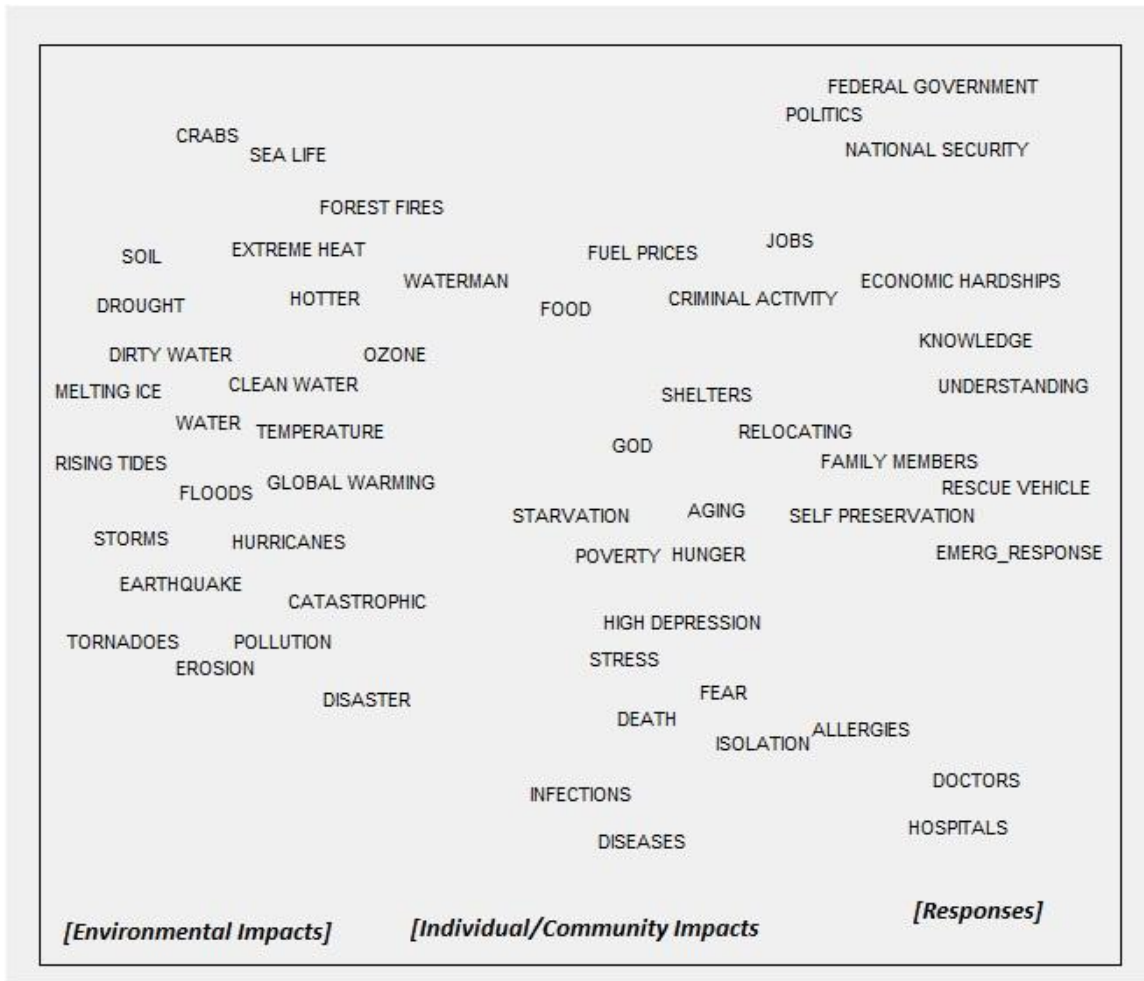 FEDERAL GOVERNMENT
POLITICS
CRABS
NATIONAL SECURITY
SEA LIFE
FOREST FIRES
JOBS
EXTREME HEAT
FUEL PRICES
SOIL
WATERMAN
ECONOMIC HARDSHIPS
HOTTER
CRIMINAL ACTIVITY
DROUGHT
FOOD
KNOWLEDGE
DIRTY WATER
OZONE
CLEAN WATER
UNDERSTANDING
MELTING ICE
SHELTERS
WATER
TEMPERATURE
RELOCATING
GOD
RISING TIDES
FAMILY MEMBERS
GLOBAL WARMING
RESCUE VEHICLE
FLOODS
AGING
STARVATION
SELF PRESERVATION
STORMS
HURRICANES
EMERG_RESPONSE
POVERTY
HUNGER
EARTHQUAKE
CATASTROPHIC
HIGH DEPRESSION
TORNADOES
POLLUTION
STRESS
EROSION
FEAR
DISASTER
DEATH
ALLERGIES
ISOLATION
DOCTORS
INFECTIONS
HOSPITALS
DISEASES
[Environmental Impacts]
[Individual/Community Impacts
[Responses]